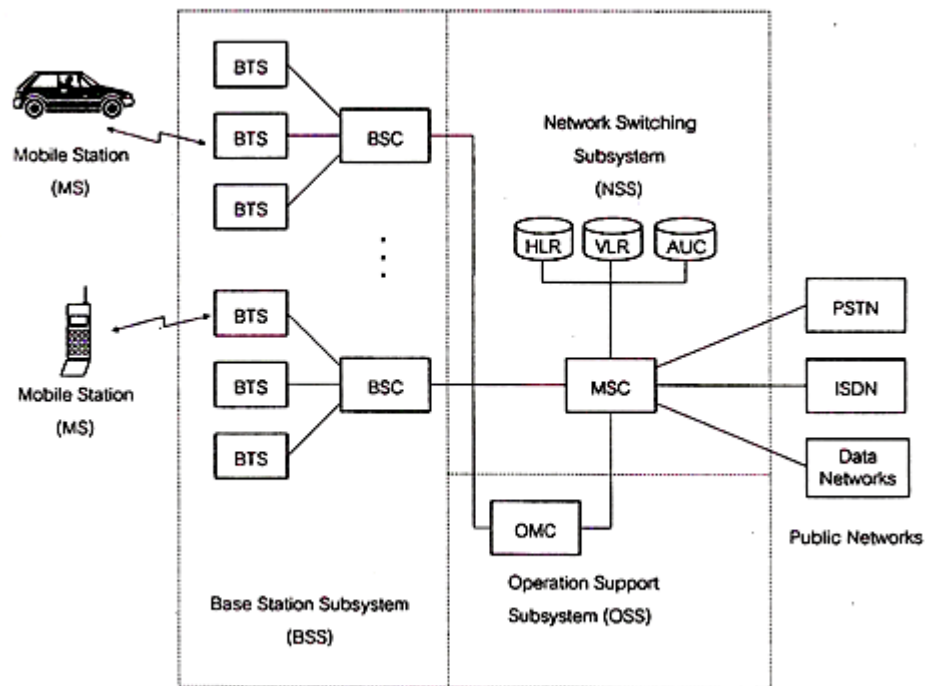 BTS
BTS
BTS
BSC
Mobile Station
(MS)
Network Switching
Subsystem
(NSS)
HLR
VLR
AUC
BTS
BTS
BTS
BSC
Mobile Station
(MS)
MSC
PSTN
ISDN
Data
Networks
Public Networks
OMC
Operation Support
Subsystem (OSS)
Base Station Subsystem
(BSS)